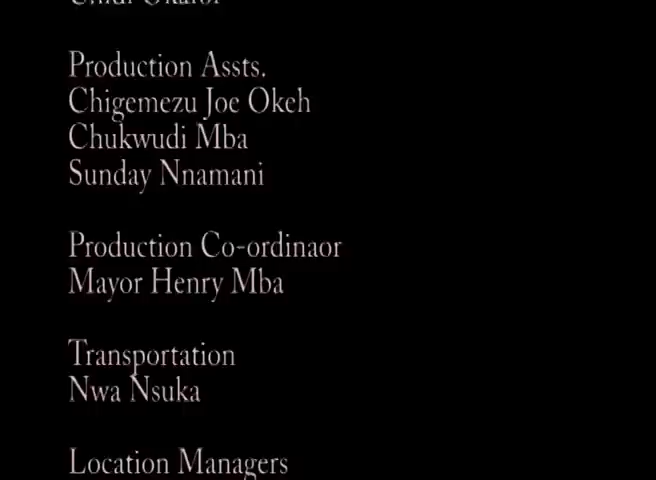 Production Assts.
Chigemezu Joe Okeh
Chukwudi Mba
Sunday Nnamani
Production Co-ordinaor
Mayor Henry Mba
Transportation
Nwa Nsuka
Location Managers